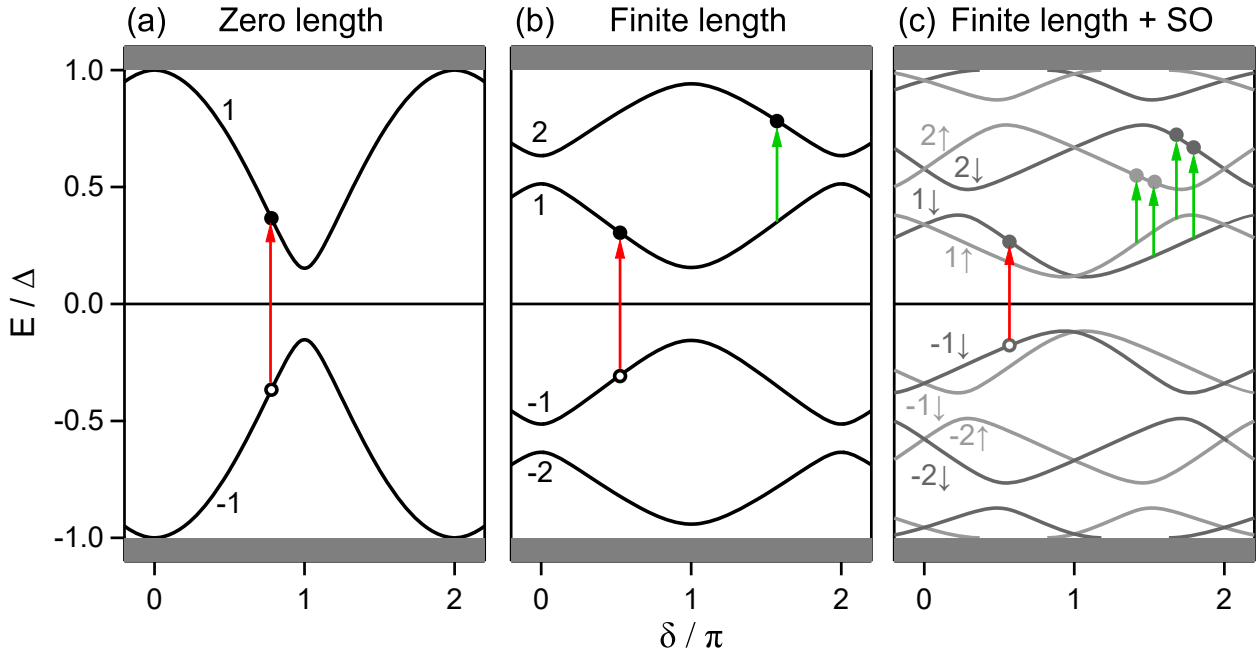 (a) Zero length
(b) Finite length
(c) Finite length + SO
E / Δ
1.0
0.5
0.0
-0.5
-1.0
1
-1
2
1
-1
-2
2↑
2↓
1↓
1↑
-1↓
-1↓
-2↑
-2↓
0 1 2
0 1 2
0 1 2
δ / π